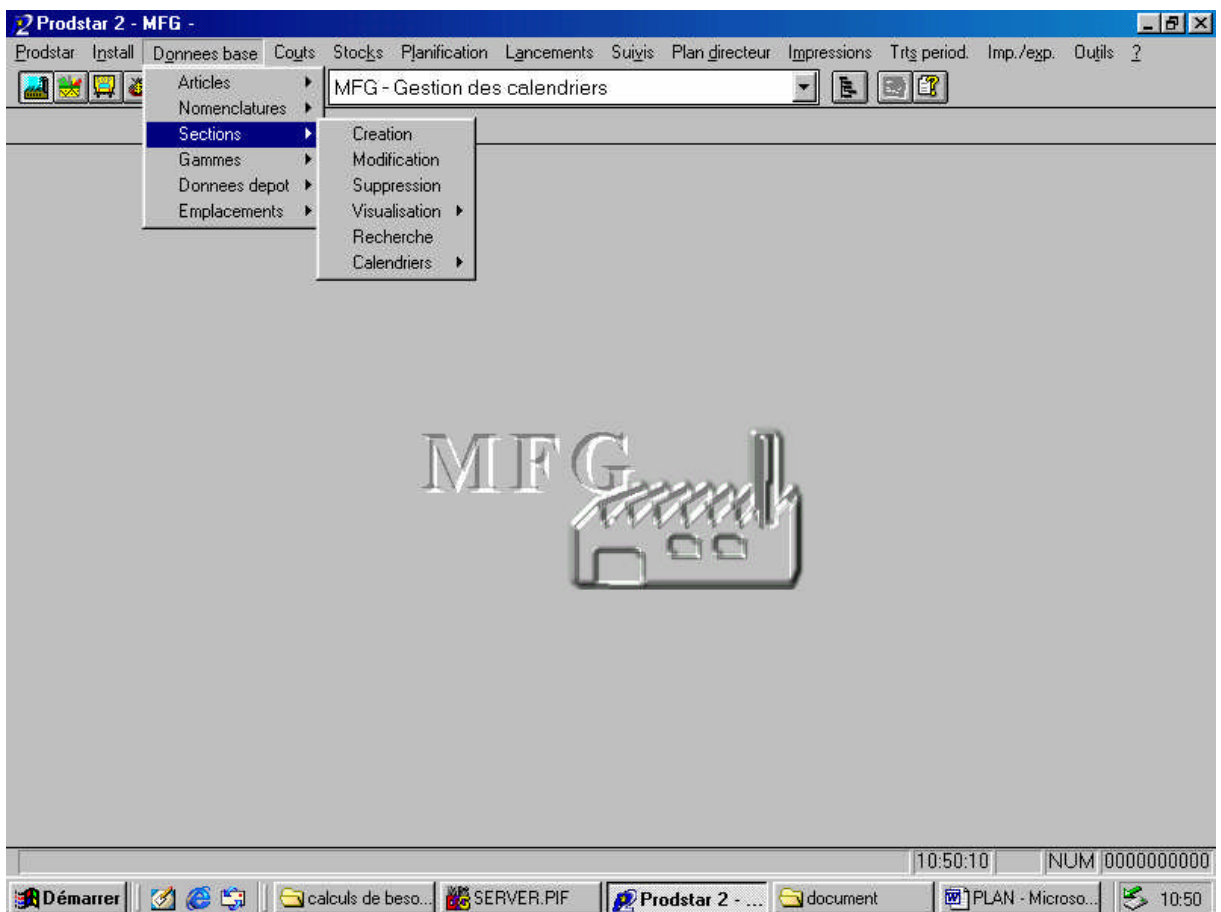 Prodstar 2 - MFG -
Prodstar Install Donnees base Couts Stocks Planification Lancements Suivis Plan directeur Impressions Trts period. Imp./exp. Outils ?
MFG - Gestion des calendriers
Articles
Nomenclatures
Sections
Gammes
Donnees depot
Emplacements
Creation
Modification
Suppression
Visualisation
Recherche
Calendriers
MFG
10:50:10 NUM 0000000000
Démarrer calculs de beso... SERVER.PIF Prodstar 2 - ... document PLAN - Microso... 10:50